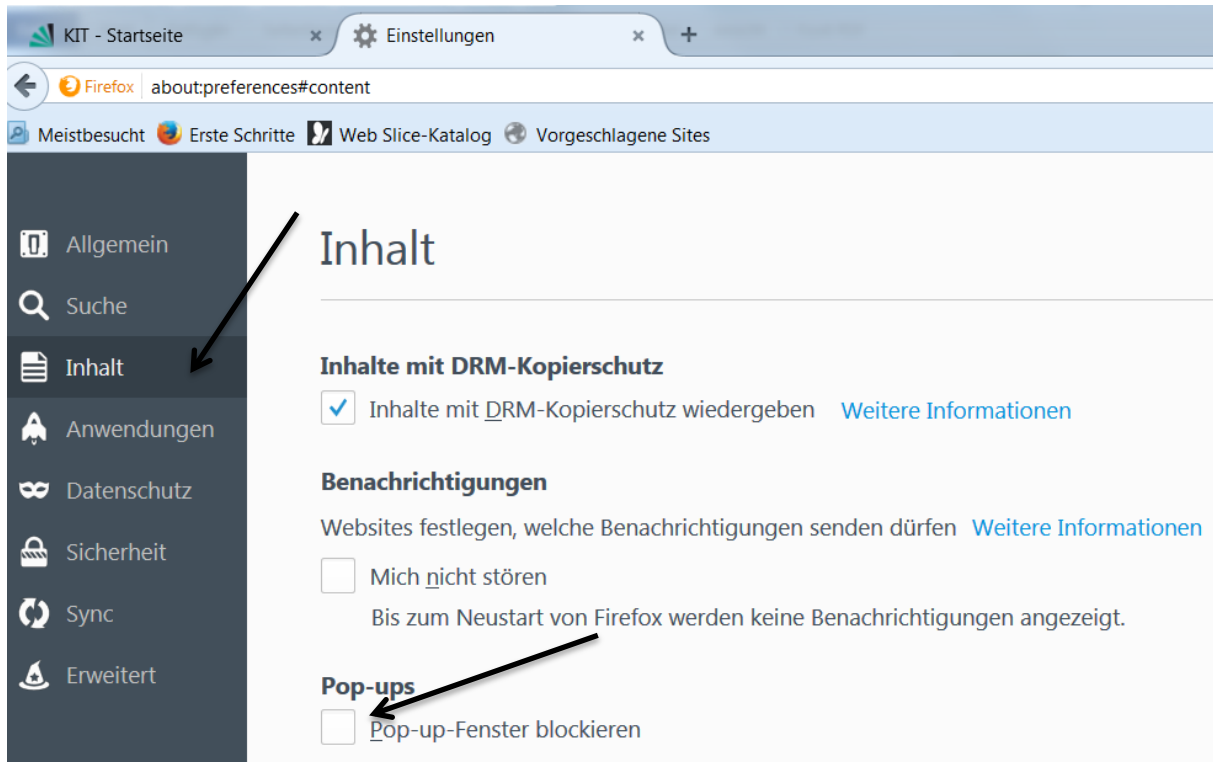 KIT - Startseite
Einstellungen
Firefox about:preferences#content
Meistbesucht Erste Schritte Web Slice-Katalog Vorgeschlagene Sites
Allgemein
Suche
Inhalt
Anwendungen
Datenschutz
Sicherheit
Sync
Erweitert
Inhalt
Inhalte mit DRM-Kopierschutz
Inhalte mit DRM-Kopierschutz wiedergeben Weitere Informationen
Benachrichtigungen
Websites festlegen, welche Benachrichtigungen senden dürfen Weitere Informationen
Mich nicht stören
Bis zum Neustart von Firefox werden keine Benachrichtigungen angezeigt.
Pop-ups
Pop-up-Fenster blockieren